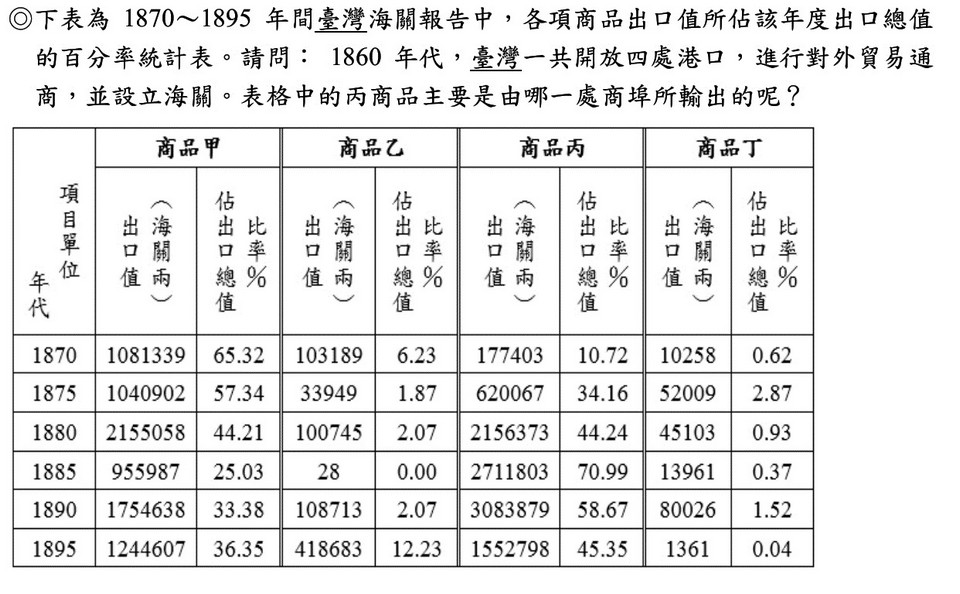 ◎下表為 1870～1895 年間臺灣海關報告中，各項商品出口值所佔該年度出口總值
的百分率統計表。請問： 1860 年代，臺灣一共開放四處港口，進行對外貿易通
商，並設立海關。表格中的丙商品主要是由哪一處商埠所輸出的呢？
商品甲 商品乙 商品丙 商品丁
項目單位 年代 出口值（海關兩） 佔出口總值比率％ 出口值（海關兩） 佔出口總值比率％ 出口值（海關兩） 佔出口總值比率％ 出口值（海關兩） 佔出口總值比率％
1870 1081339 65.32 103189 6.23 177403 10.72 10258 0.62
1875 1040902 57.34 33949 1.87 620067 34.16 52009 2.87
1880 2155058 44.21 100745 2.07 2156373 44.24 45103 0.93
1885 955987 25.03 28 0.00 2711803 70.99 13961 0.37
1890 1754638 33.38 108713 2.07 3083879 58.67 80026 1.52
1895 1244607 36.35 418683 12.23 1552798 45.35 1361 0.04